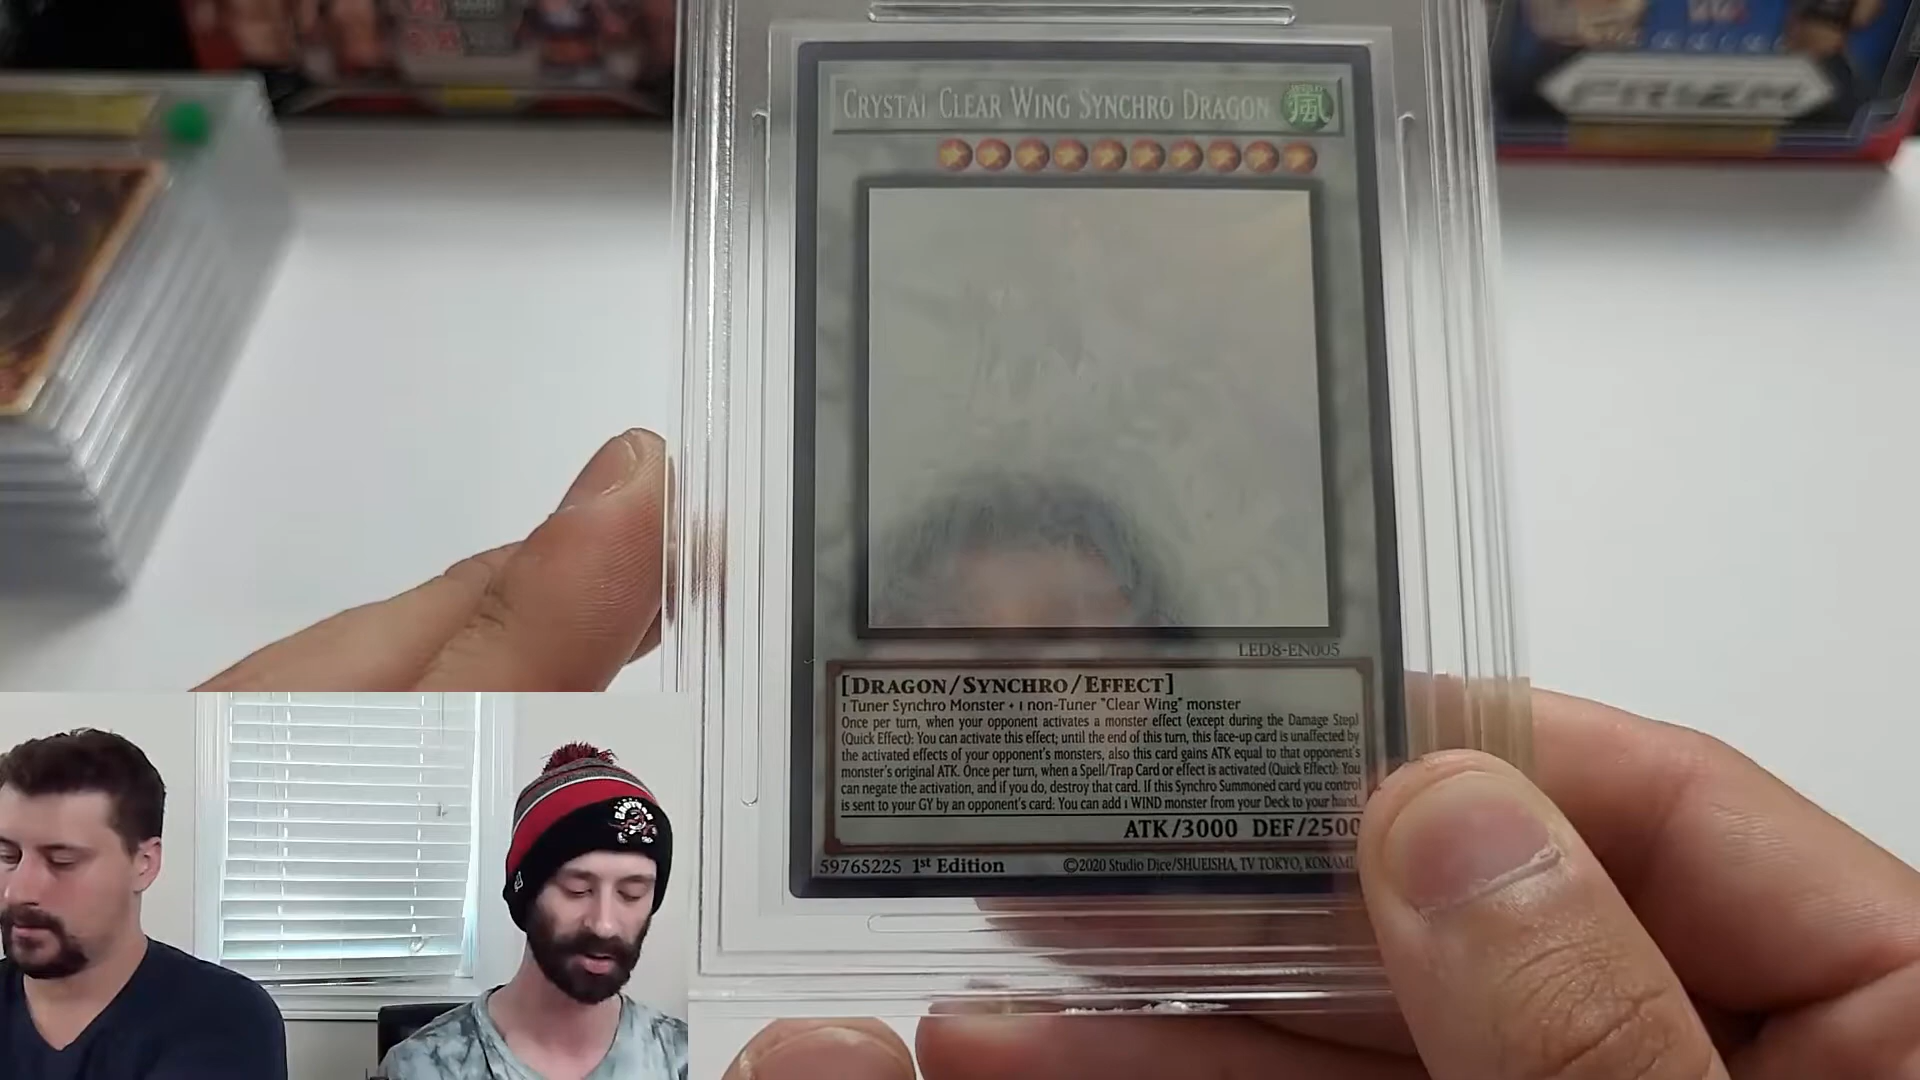 PRIZM
CRYSTAL CLEAR WING SYNCHRO DRAGON
WIND
風
LED8-EN005
[DRAGON/SYNCHRO/EFFECT]
1 Tuner Synchro Monster + 1 non-Tuner "Clear Wing" monster
Once per turn, when your opponent activates a monster effect (except during the Damage Step)
(Quick Effect): You can activate this effect; until the end of this turn, this face-up card is unaffected by
the activated effects of your opponent's monsters, also this card gains ATK equal to that opponent's
monster's original ATK. Once per turn, when a Spell/Trap Card or effect is activated (Quick Effect): You
can negate the activation, and if you do, destroy that card. If this Synchro Summoned card you control
is sent to your GY by an opponent's card: You can add 1 WIND monster from your Deck to your hand.
ATK/3000 DEF/2500
59765225 1st Edition ©2020 Studio Dice/SHUEISHA, TV TOKYO, KONAMI